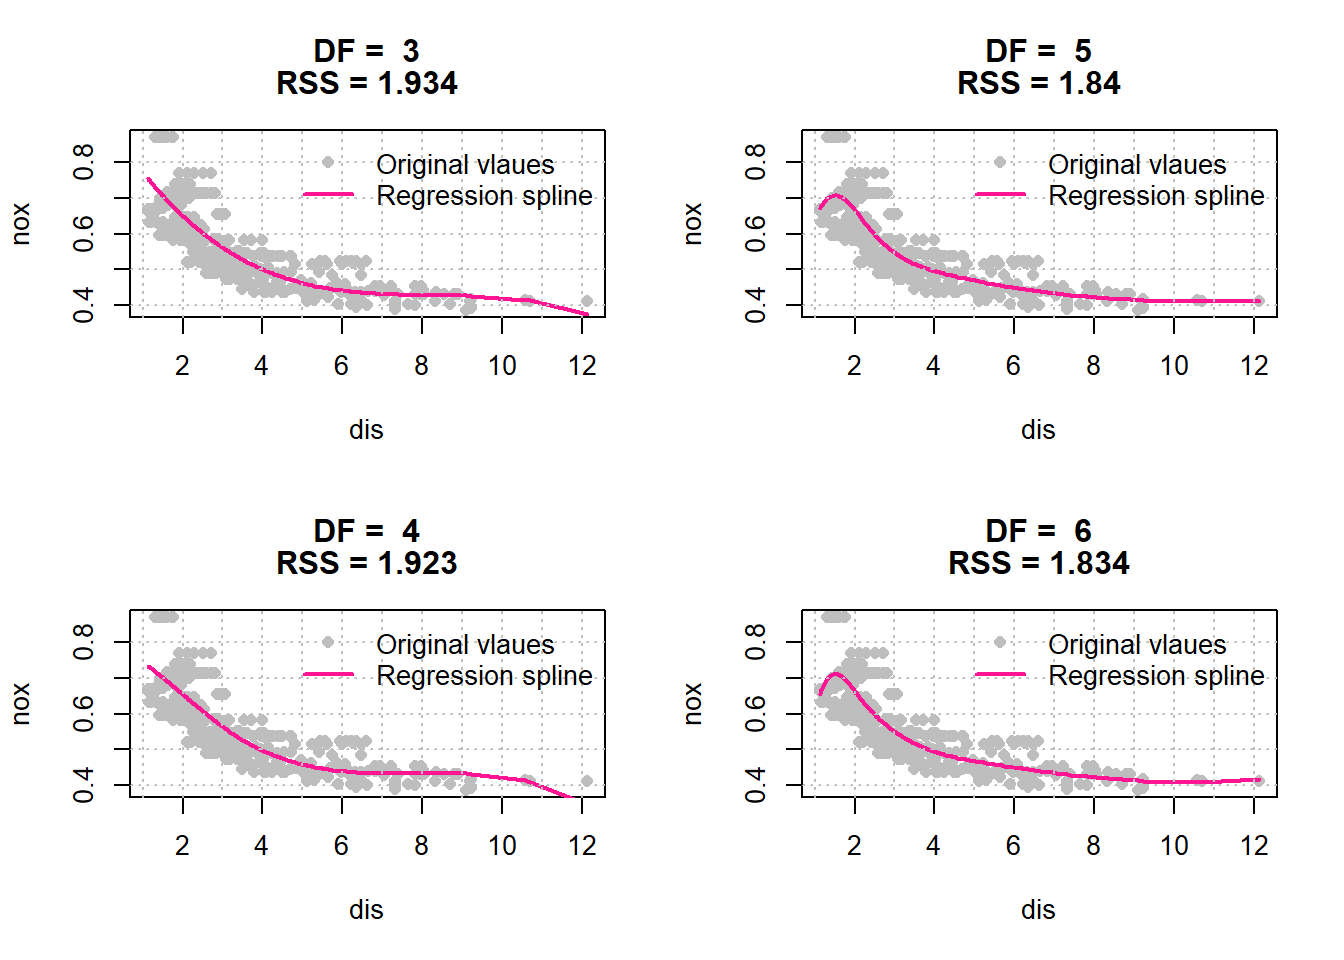 DF =  3
RSS = 1.934
Original vlaues
Regression spline
nox
0.4 0.6 0.8
2 4 6 8 10 12
dis
DF =  5
RSS = 1.84
Original vlaues
Regression spline
nox
0.4 0.6 0.8
2 4 6 8 10 12
dis
DF =  4
RSS = 1.923
Original vlaues
Regression spline
nox
0.4 0.6 0.8
2 4 6 8 10 12
dis
DF =  6
RSS = 1.834
Original vlaues
Regression spline
nox
0.4 0.6 0.8
2 4 6 8 10 12
dis